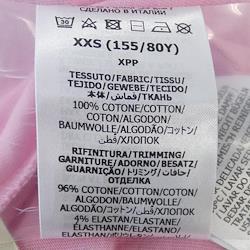 СДЕЛАНО В ИТАЛИИ
30
XXS (155/80Y)
XPP
TESSUTO/FABRIC/TISSU/
TEJIDO/GEWEBE/TECIDO
/本体/قماش/ТКАНЬ
100% COTONE/COTTON/
COTON/ALGODON/
BAUMWOLLE/ALGODÃO/コットン/
قطن/ХЛОПОК
RIFINITURA/TRIMMING/
GARNITURE/ADORNO/BESATZ/
GUARNIÇÃO/トリミング/
ОТДЕЛКА
96% COTONE/COTTON/COTON/
ALGODON/BAUMWOLLE/
ALGODÃO/コットン/قطن/ХЛОПОК
4% ELASTAN/ELASTANE/
ÉLASTHANNE/ELASTANO/
ELASTHAN/